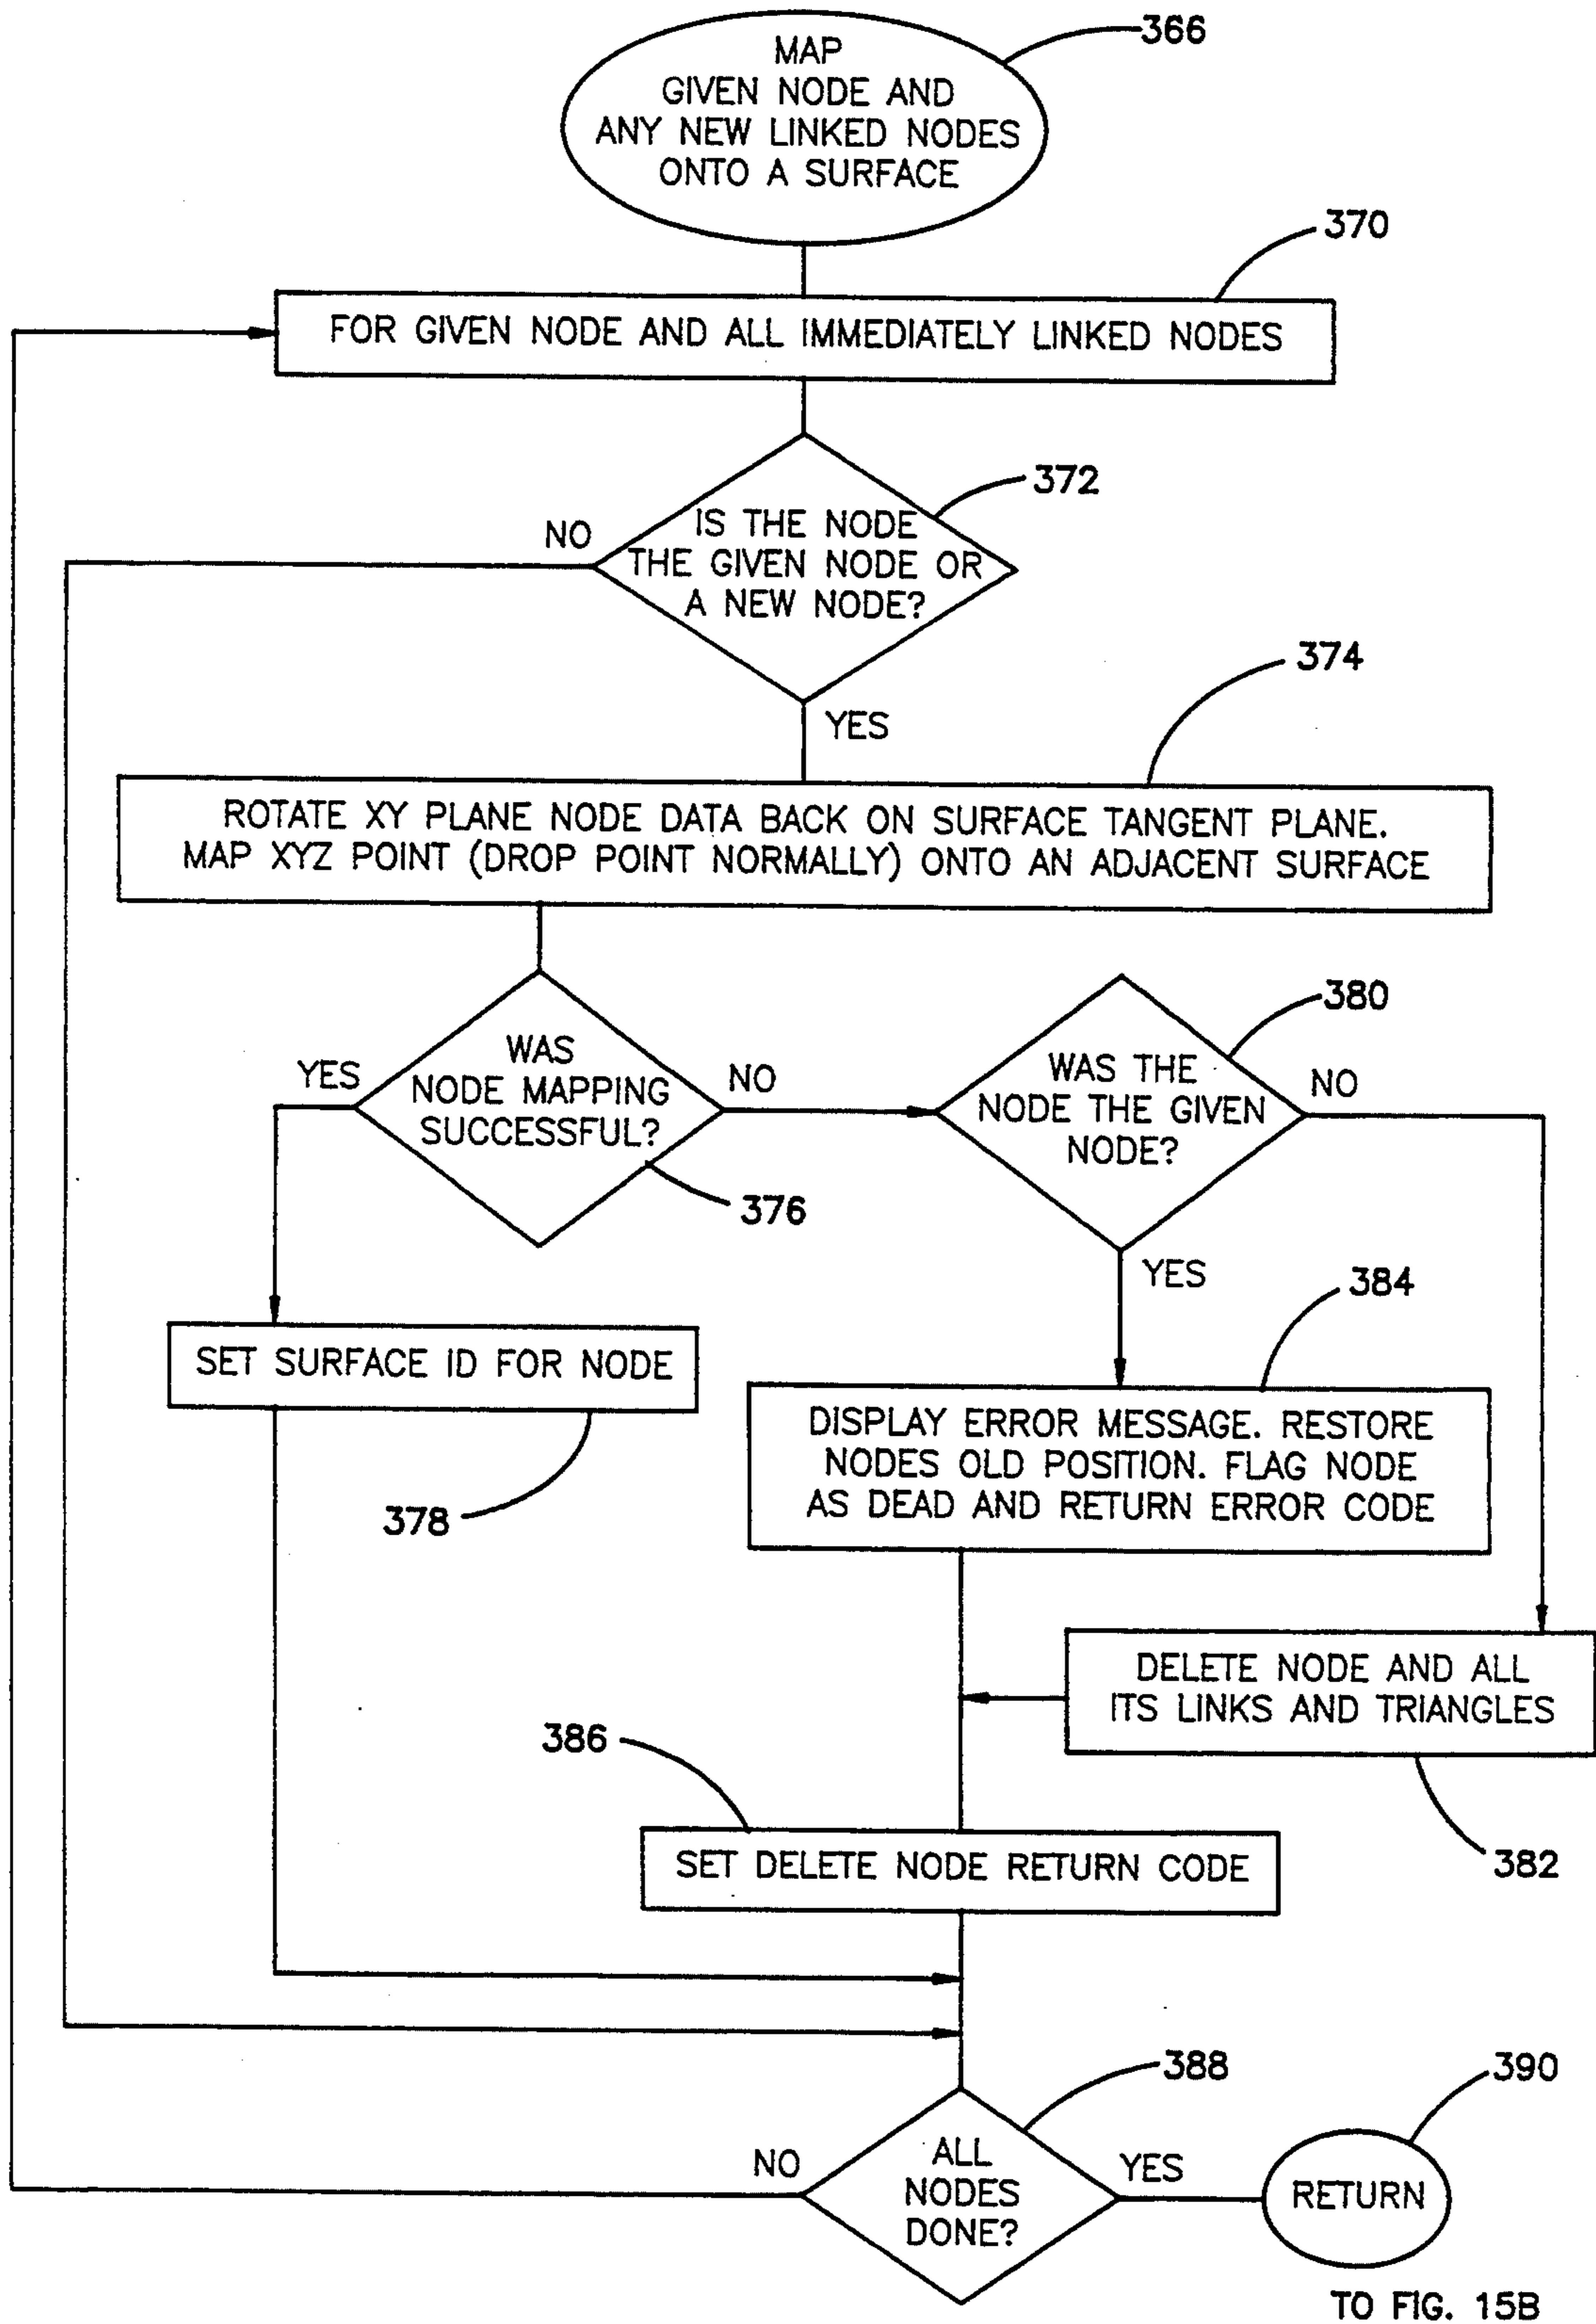 MAP
GIVEN NODE AND
ANY NEW LINKED NODES
ONTO A SURFACE
366
370
FOR GIVEN NODE AND ALL IMMEDIATELY LINKED NODES
372
NO
IS THE NODE
THE GIVEN NODE OR
A NEW NODE?
YES
374
ROTATE XY PLANE NODE DATA BACK ON SURFACE TANGENT PLANE.
MAP XYZ POINT (DROP POINT NORMALLY) ONTO AN ADJACENT SURFACE
YES
WAS
NODE MAPPING
SUCCESSFUL?
NO
376
380
WAS THE
NODE THE GIVEN
NODE?
NO
YES
384
SET SURFACE ID FOR NODE
378
DISPLAY ERROR MESSAGE. RESTORE
NODES OLD POSITION. FLAG NODE
AS DEAD AND RETURN ERROR CODE
DELETE NODE AND ALL
ITS LINKS AND TRIANGLES
382
386
SET DELETE NODE RETURN CODE
388
390
NO
ALL
NODES
DONE?
YES
RETURN
TO FIG. 15B